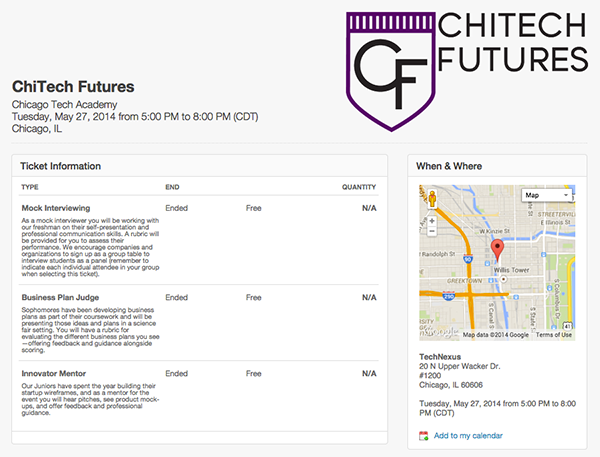 CHITECH
FUTURES
CF
ChiTech Futures
Chicago Tech Academy
Tuesday, May 27, 2014 from 5:00 PM to 8:00 PM (CDT)
Chicago, IL
Ticket Information
TYPE END QUANTITY
Mock Interviewing Ended Free N/A
As a mock interviewer you will be working with
our freshman on their self-presentation and
professional communication skills. A rubric will
be provided for you to assess their
performance. We encourage companies and
organizations to sign up as a group table to
interview students as a panel (remember to
indicate each individual attendee in your group
when selecting this ticket).
Business Plan Judge Ended Free N/A
Sophomores have been developing business
plans as part of their coursework and will be
presenting those ideas and plans in a science
fair setting. You will have a rubric for
evaluating the different business plans you see
—offering feedback and guidance alongside
scoring.
Innovator Mentor Ended Free N/A
Our Juniors have spent the year building their
startup wireframes, and as a mentor for the
event you will hear pitches, see product mock-
ups, and offer feedback and professional
guidance.
When & Where
Map
STREETERVILLE
E Illinois St
W Kinzie St
Randolph St
90
Willis Tower
GREEKTOWN
290
S Canal St
S State St
S Columbus Dr
41
Google
Map data ©2014 Google Terms of Use
TechNexus
20 N Upper Wacker Dr.
#1200
Chicago, IL 60606
Tuesday, May 27, 2014 from 5:00 PM to 8:00
PM (CDT)
Add to my calendar